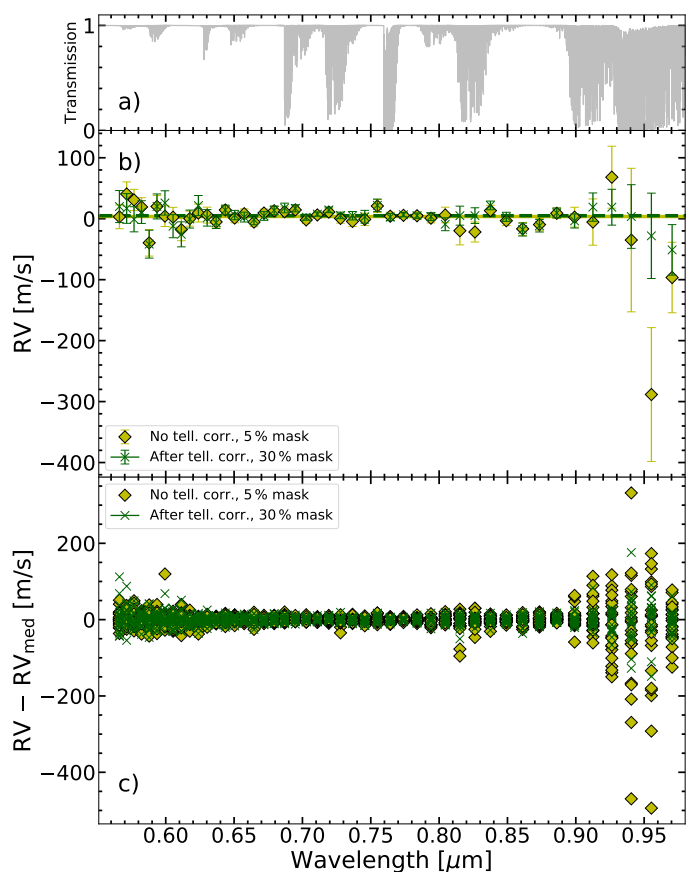 1
Transmission
a)
1
b)
100
0
−100
−200
−300
−400
RV [m/s]
No tell. corr., 5 % mask
After tell. corr., 30 % mask
No tell. corr., 5 % mask
After tell. corr., 30 % mask
200
0
−200
−400
RV − RVmed [m/s]
c)
0.60 0.65 0.70 0.75 0.80 0.85 0.90 0.95
Wavelength [μm]